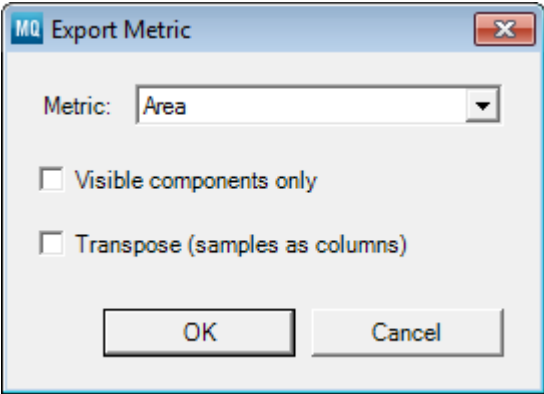 MQ Export Metric
Metric: Area
Visible components only
Transpose (samples as columns)
OK Cancel